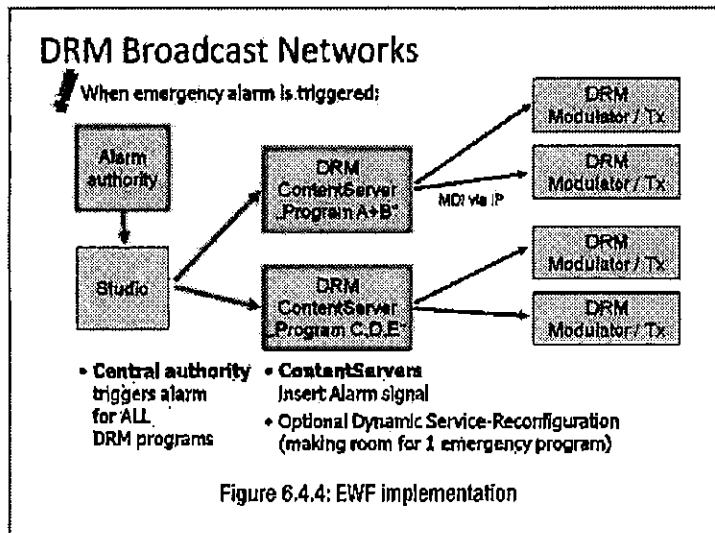 DRM Broadcast Networks
When emergency alarm is triggered:
Alarm
authority
Studio
DRM
ContentServer
„Program A+B"
DRM
ContentServer
„Program C,D,E"
MDI via IP
DRM
Modulator / Tx
DRM
Modulator / Tx
DRM
Modulator / Tx
DRM
Modulator / Tx
• Central authority
triggers alarm
for ALL
DRM programs
• ContentServers
Insert Alarm signal
• Optional Dynamic Service-Reconfiguration
(making room for 1 emergency program)
Figure 6.4.4: EWF implementation